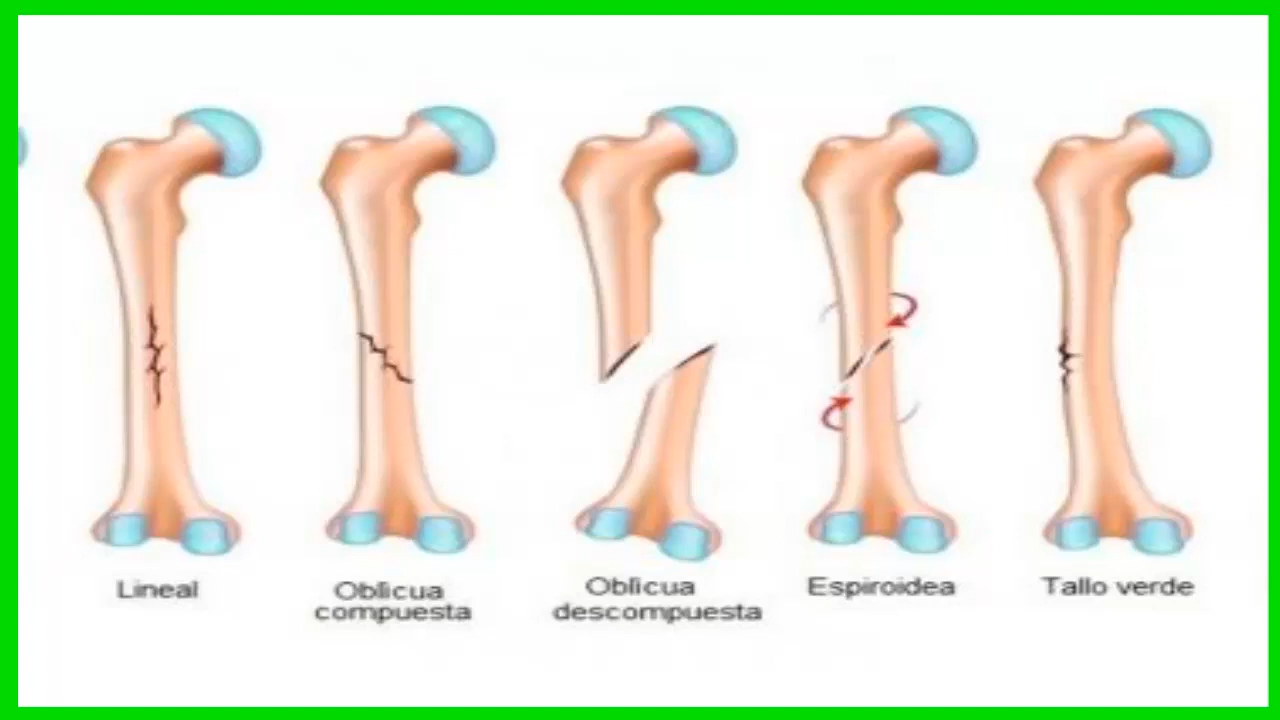 Lineal
Oblicua
compuesta
Oblicua
descompuesta
Espiroidea
Tallo verde